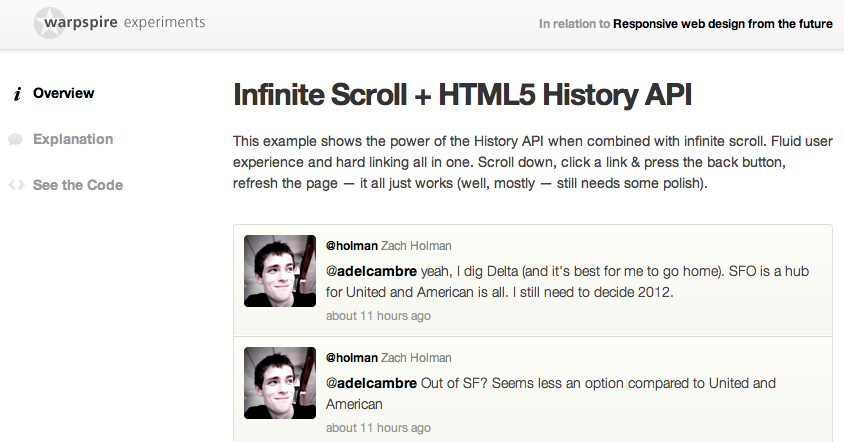 warpspire experiments
In relation to Responsive web design from the future
Overview
Explanation
See the Code
Infinite Scroll + HTML5 History API
This example shows the power of the History API when combined with infinite scroll. Fluid user
experience and hard linking all in one. Scroll down, click a link & press the back button,
refresh the page — it all just works (well, mostly — still needs some polish).
@holman Zach Holman
@adelcambre yeah, I dig Delta (and it's best for me to go home). SFO is a hub
for United and American is all. I still need to decide 2012.
about 11 hours ago
@holman Zach Holman
@adelcambre Out of SF? Seems less an option compared to United and
American
about 11 hours ago